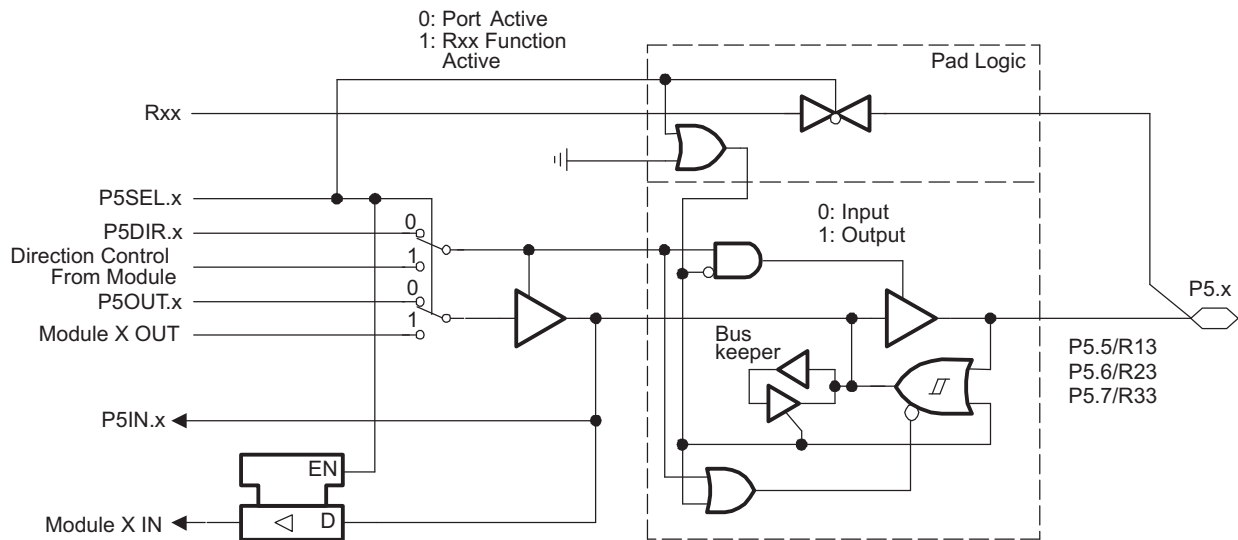 0: Port Active
1: Rxx Function
Active
Pad Logic
Rxx
P5SEL.x
P5DIR.x
0
Direction Control
From Module
1
P5OUT.x
0
Module X OUT
1
0: Input
1: Output
P5.x
Bus
keeper
P5.5/R13
P5.6/R23
P5.7/R33
P5IN.x
EN
Module X IN
D